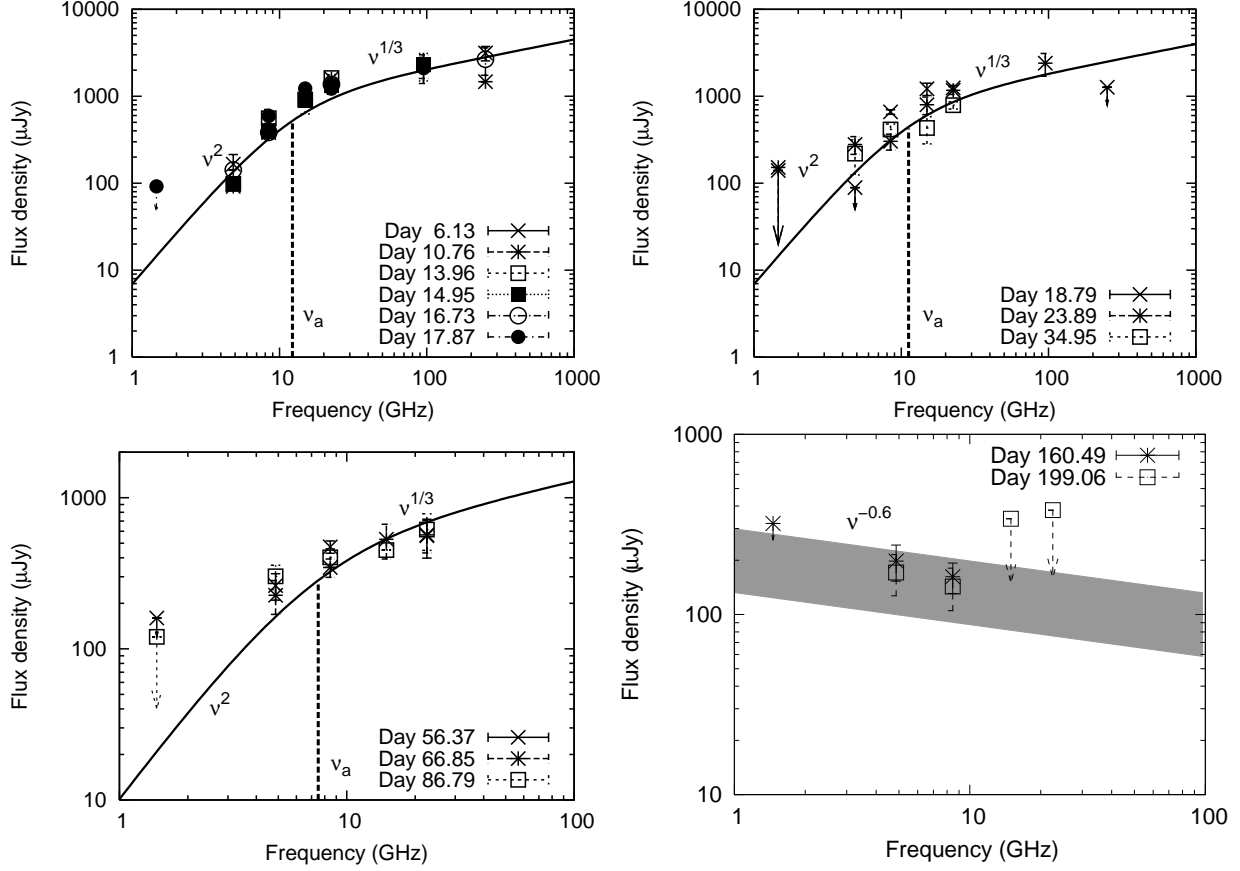 10000
1000
100
10
1
1 10 100 1000
Flux density (μJy)
Frequency (GHz)
ν^1/3
ν^2
ν_a
Day 6.13
Day 10.76
Day 13.96
Day 14.95
Day 16.73
Day 17.87
10000
1000
100
10
1
1 10 100 1000
Flux density (μJy)
Frequency (GHz)
ν^1/3
ν^2
ν_a
Day 18.79
Day 23.89
Day 34.95
1000
100
10
1 10 100
Flux density (μJy)
Frequency (GHz)
ν^1/3
ν^2
ν_a
Day 56.37
Day 66.85
Day 86.79
1000
100
10
1 10 100
Flux density (μJy)
Frequency (GHz)
ν^−0.6
Day 160.49
Day 199.06